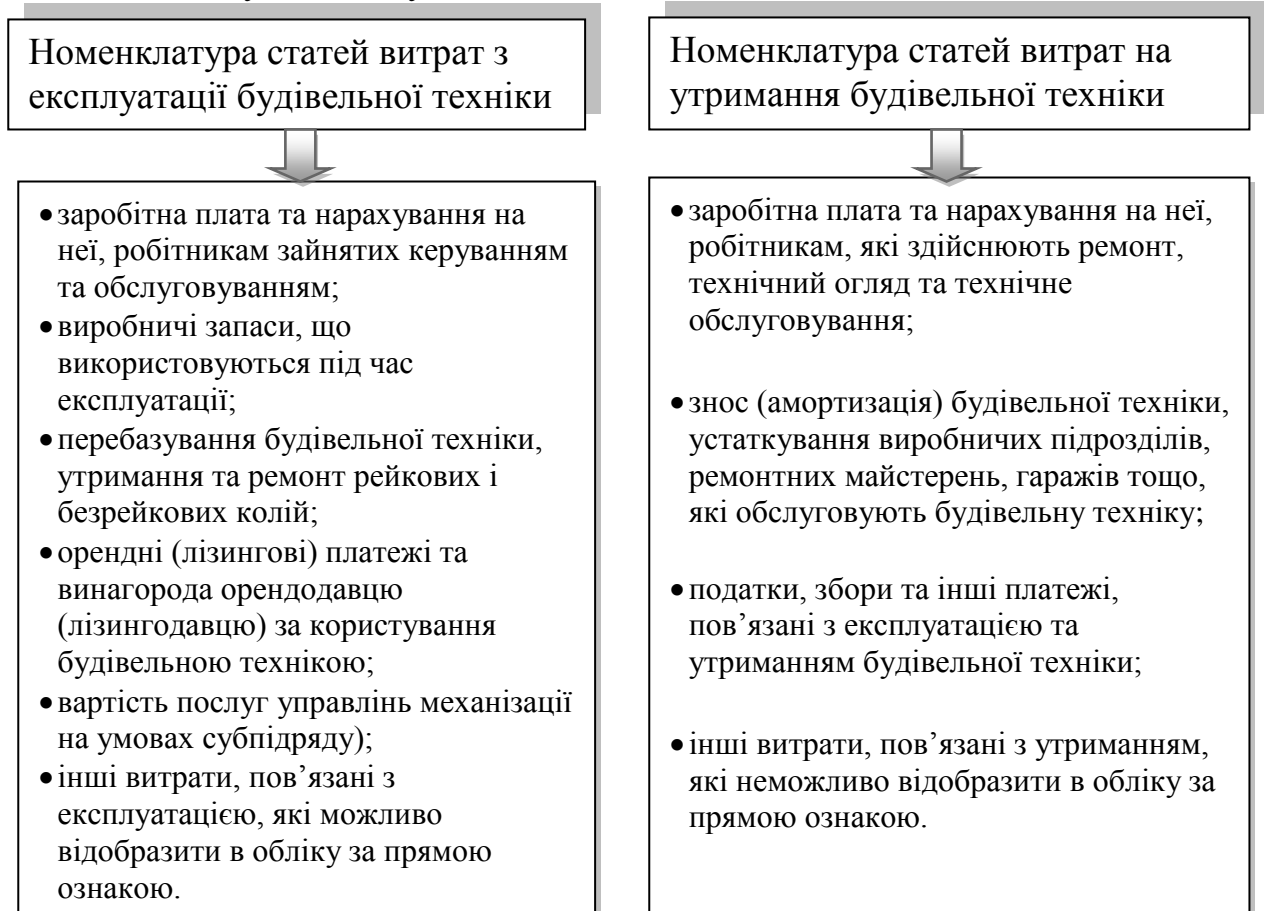 Номенклатура статей витрат з
експлуатації будівельної техніки
• заробітна плата та нарахування на
неї, робітникам зайнятих керуванням
та обслуговуванням;
• виробничі запаси, що
використовуються під час
експлуатації;
• перебазування будівельної техніки,
утримання та ремонт рейкових і
безрейкових колій;
• орендні (лізингові) платежі та
винагорода орендодавцю
(лізингодавцю) за користування
будівельною технікою;
• вартість послуг управлінь механізації
на умовах субпідряду);
• інші витрати, пов’язані з
експлуатацією, які можливо
відобразити в обліку за прямою
ознакою.
Номенклатура статей витрат на
утримання будівельної техніки
• заробітна плата та нарахування на неї,
робітникам, які здійснюють ремонт,
технічний огляд та технічне
обслуговування;
• знос (амортизація) будівельної техніки,
устаткування виробничих підрозділів,
ремонтних майстерень, гаражів тощо,
які обслуговують будівельну техніку;
• податки, збори та інші платежі,
пов’язані з експлуатацією та
утриманням будівельної техніки;
• інші витрати, пов’язані з утриманням,
які неможливо відобразити в обліку за
прямою ознакою.